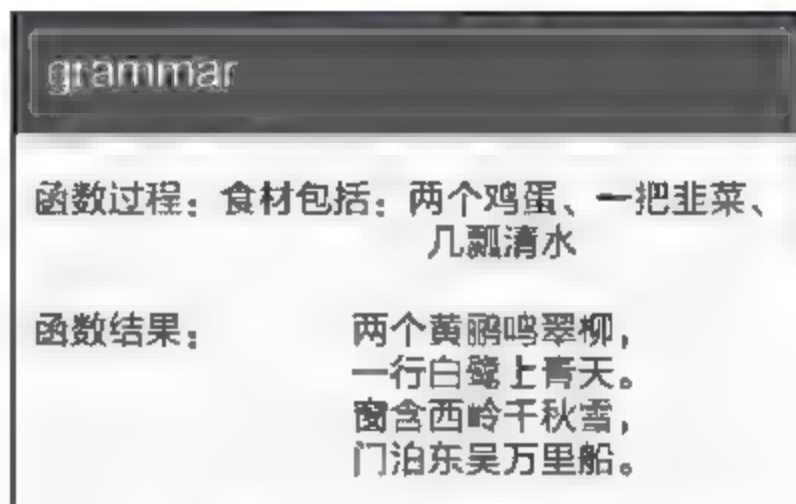 grammar
函数过程：食材包括：两个鸡蛋、一把韭菜、
几瓢清水
函数结果： 两个黄鹂鸣翠柳，
一行白鹭上青天。
窗含西岭千秋雪，
门泊东吴万里船。